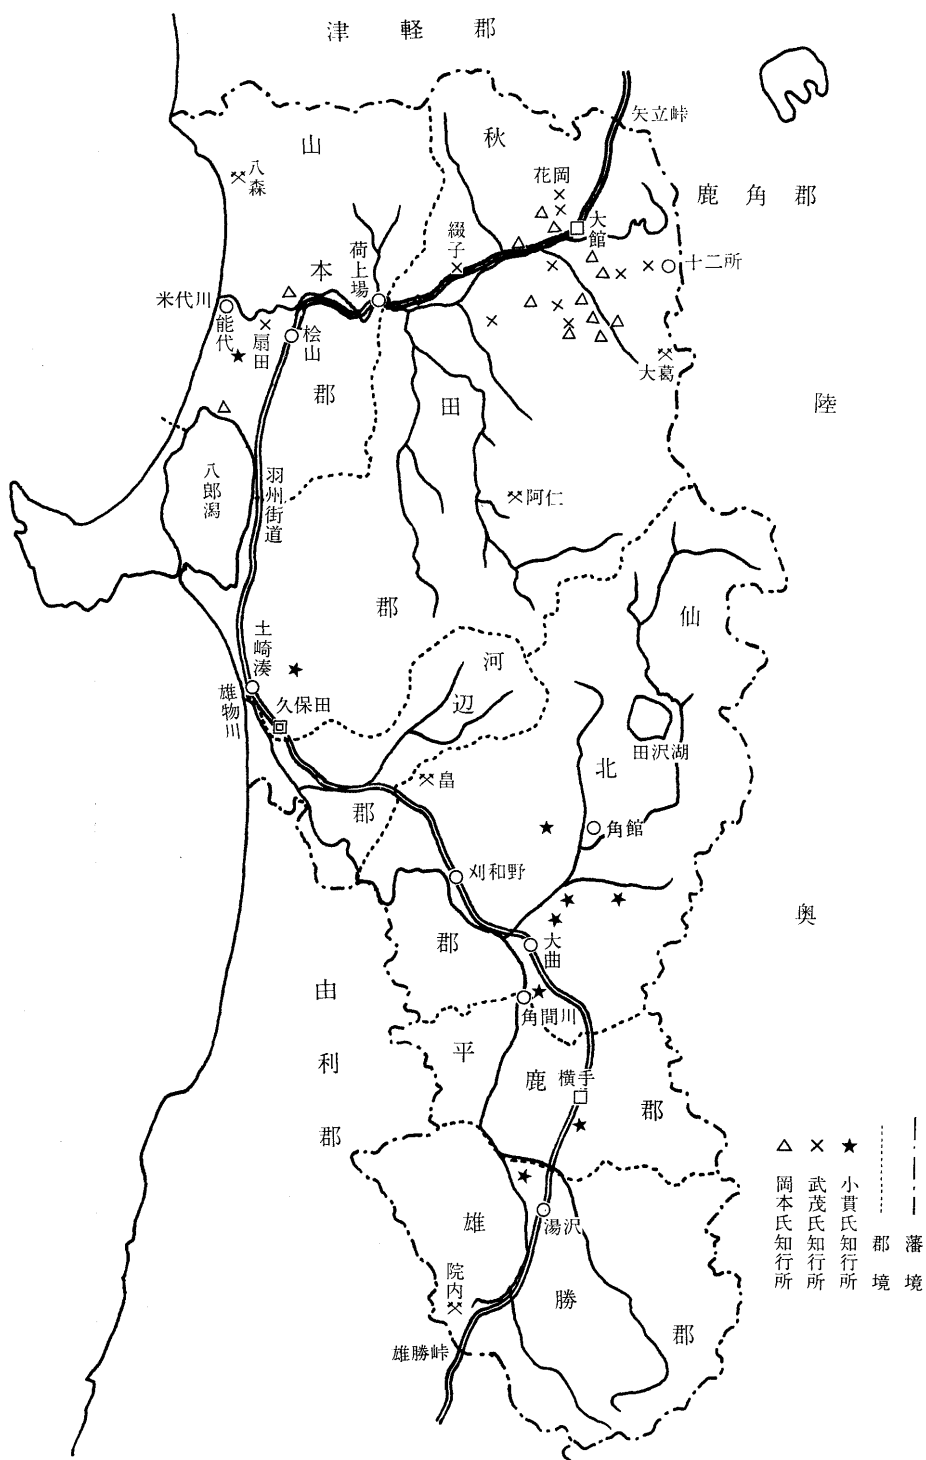 津軽郡
矢立峠
山
秋
八森
花岡
鹿角郡
大館
綴子
荷上場
本
十二所
米代川
能代
扇田
桧山
大葛
郡
田
陸
八郎潟
羽州街道
阿仁
郡
仙
土崎湊
河
辺
雄物川
久保田
田沢湖
北
畠
郡
角館
刈和野
奥
郡
大曲
由
角間川
平
利
鹿
横手
郡
郡
雄
湯沢
院内
勝
郡
雄勝峠
藩境
郡境
★ 小貫氏知行所
× 武茂氏知行所
△ 岡本氏知行所